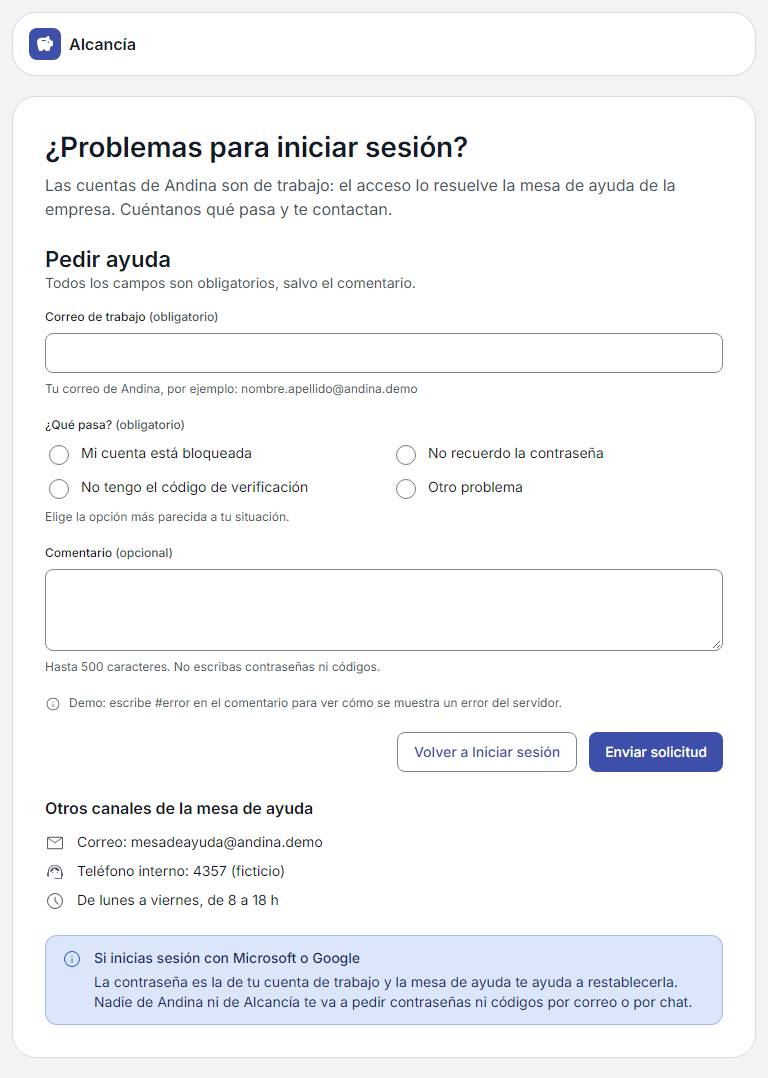 Alcancía
¿Problemas para iniciar sesión?
Las cuentas de Andina son de trabajo: el acceso lo resuelve la mesa de ayuda de la
empresa. Cuéntanos qué pasa y te contactan.
Pedir ayuda
Todos los campos son obligatorios, salvo el comentario.
Correo de trabajo (obligatorio)
Tu correo de Andina, por ejemplo: nombre.apellido@andina.demo
¿Qué pasa? (obligatorio)
Mi cuenta está bloqueada
No recuerdo la contraseña
No tengo el código de verificación
Otro problema
Elige la opción más parecida a tu situación.
Comentario (opcional)
Hasta 500 caracteres. No escribas contraseñas ni códigos.
Demo: escribe #error en el comentario para ver cómo se muestra un error del servidor.
Volver a Iniciar sesión
Enviar solicitud
Otros canales de la mesa de ayuda
Correo: mesadeayuda@andina.demo
Teléfono interno: 4357 (ficticio)
De lunes a viernes, de 8 a 18 h
Si inicias sesión con Microsoft o Google
La contraseña es la de tu cuenta de trabajo y la mesa de ayuda te ayuda a restablecerla.
Nadie de Andina ni de Alcancía te va a pedir contraseñas ni códigos por correo o por chat.